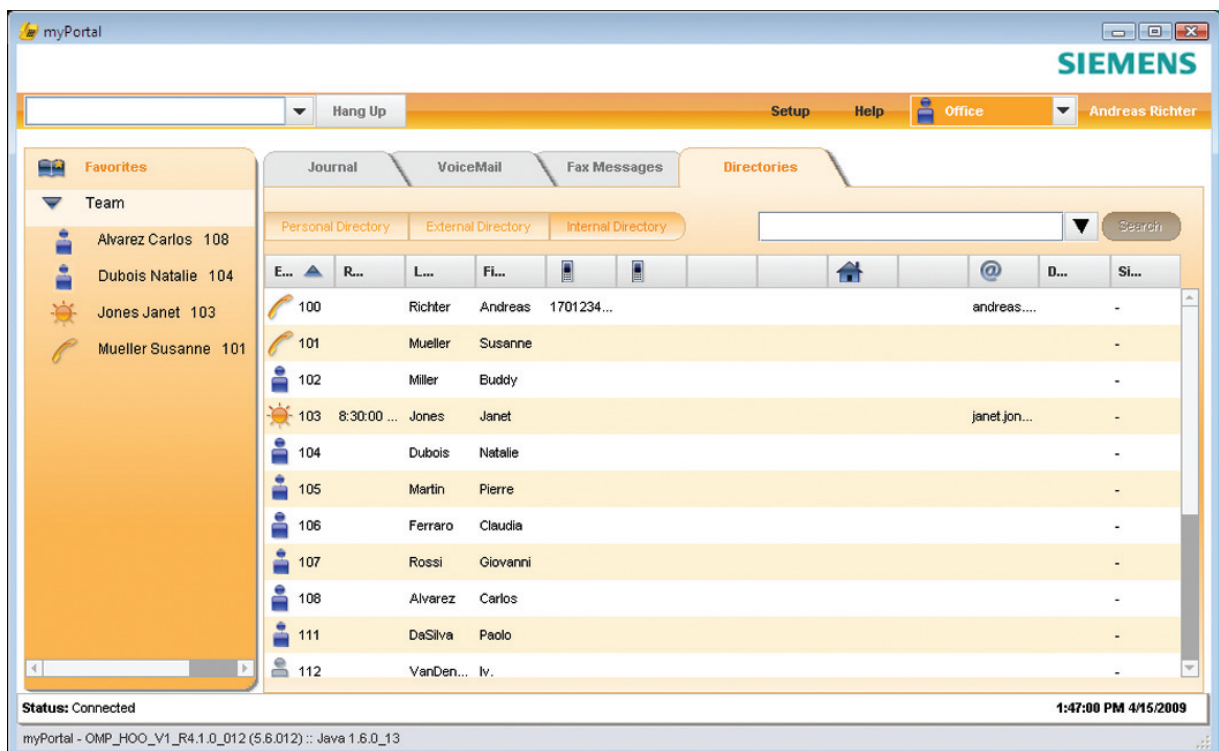 myPortal
SIEMENS
Hang Up Setup Help Office Andreas Richter
Favorites
Team
Alvarez Carlos 108
Dubois Natalie 104
Jones Janet 103
Mueller Susanne 101
Journal VoiceMail Fax Messages Directories
Personal Directory External Directory Internal Directory Search
E... R... L... Fi... @ D... Si...
100 Richter Andreas 1701234... andreas.... -
101 Mueller Susanne -
102 Miller Buddy -
103 8:30:00 ... Jones Janet janet.jon... -
104 Dubois Natalie -
105 Martin Pierre -
106 Ferraro Claudia -
107 Rossi Giovanni -
108 Alvarez Carlos -
111 DaSilva Paolo -
112 VanDen... Iv. -
Status: Connected 1:47:00 PM 4/15/2009
myPortal - OMP_HOO_V1_R4.1.0_012 (5.6.012) :: Java 1.6.0_13